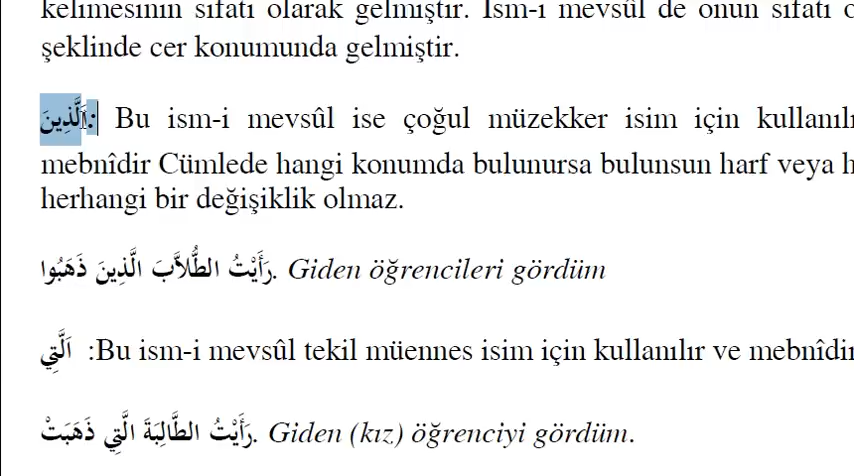 kelimesinin sıfatı olarak gelmiştir. İsm-i mevsûl de onun sıfatı o
şeklinde cer konumunda gelmiştir.
اَلَّذِينَ: Bu ism-i mevsûl ise çoğul müzekker isim için kullanılı
mebnîdir Cümlede hangi konumda bulunursa bulunsun harf veya h
herhangi bir değişiklik olmaz.
رَأَيْتُ الطُّلاَّبَ الَّذِينَ ذَهَبُوا. Giden öğrencileri gördüm
اَلَّتِي :Bu ism-i mevsûl tekil müennes isim için kullanılır ve mebnîdir
رَأَيْتُ الطَّالِبَةَ الَّتِي ذَهَبَتْ. Giden (kız) öğrenciyi gördüm.